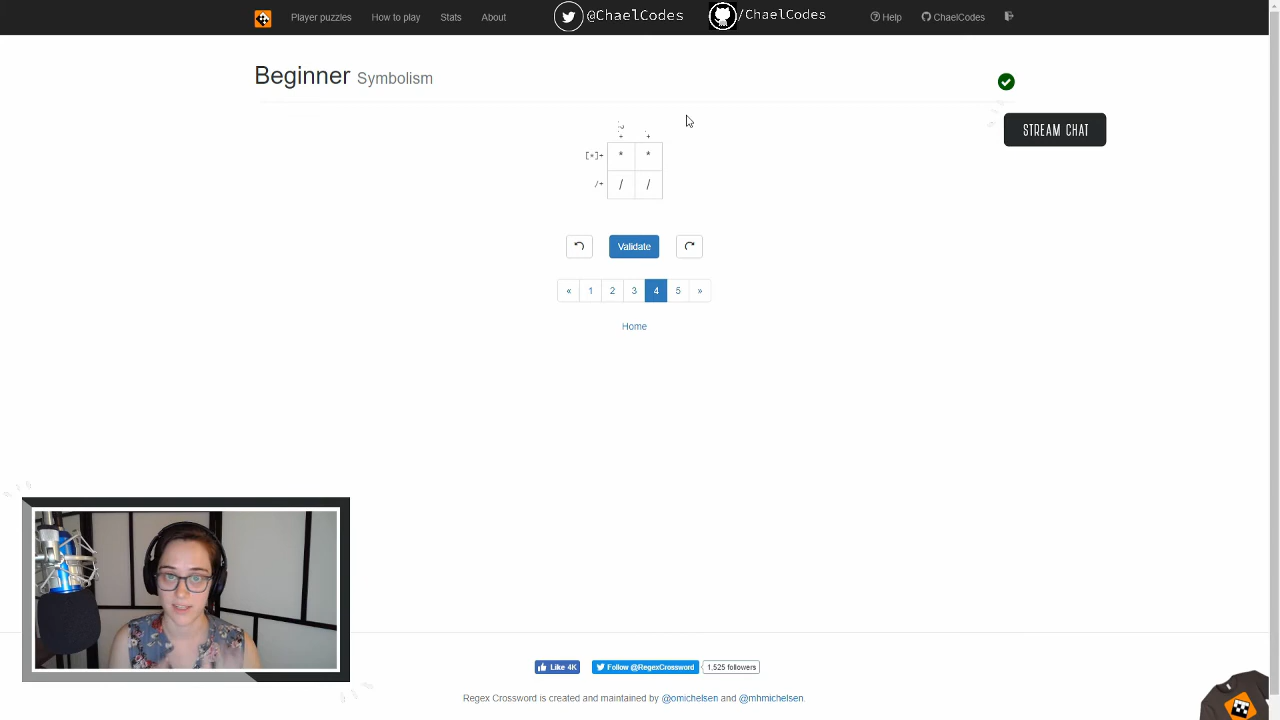 Player puzzles How to play Stats About @ChaelCodes /ChaelCodes Help ChaelCodes
Beginner Symbolism
STREAM CHAT
[*]+ * *
/+ / /
Validate
« 1 2 3 4 5 »
Home
Like 4K Follow @RegexCrossword 1,525 followers
Regex Crossword is created and maintained by @omichelsen and @mhmichelsen.